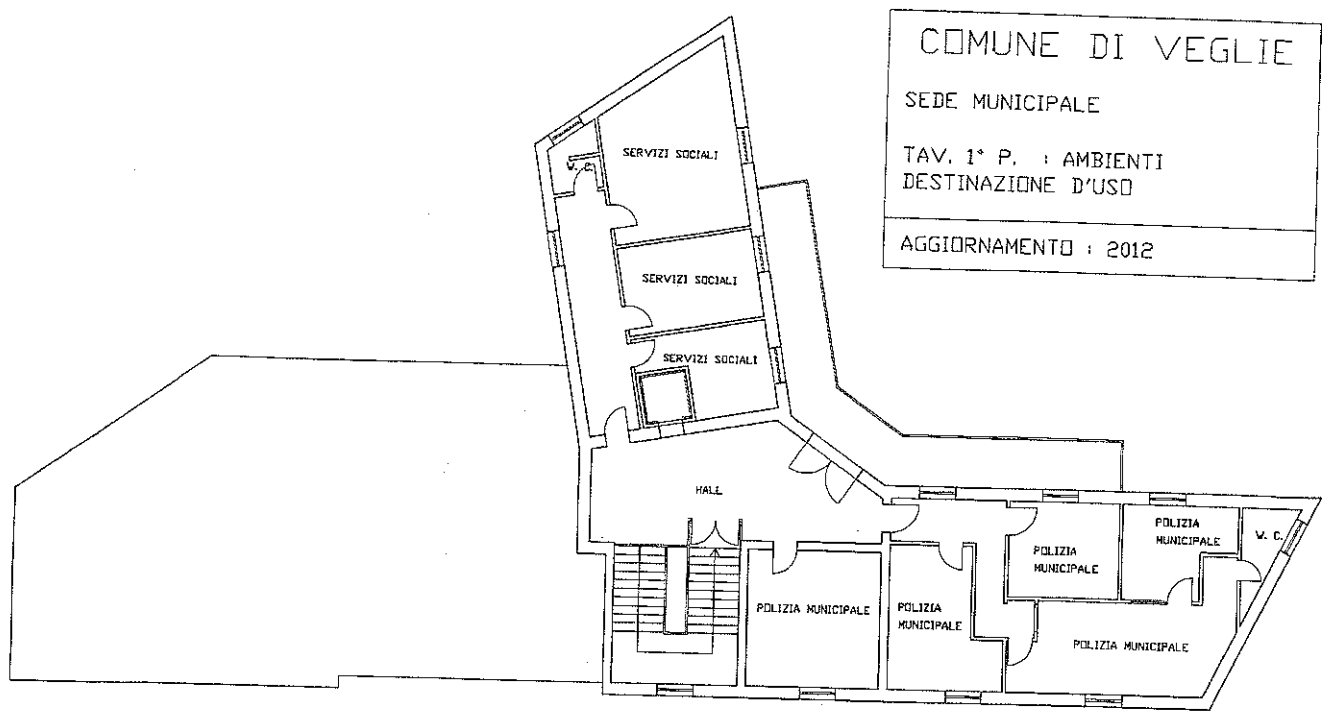 COMUNE DI VEGLIE
SEDE MUNICIPALE
TAV. 1° P. : AMBIENTI
DESTINAZIONE D'USO
AGGIORNAMENTO : 2012
SERVIZI SOCIALI
SERVIZI SOCIALI
SERVIZI SOCIALI
HALL
POLIZIA MUNICIPALE
POLIZIA
MUNICIPALE
POLIZIA
MUNICIPALE
POLIZIA
MUNICIPALE
W. C.
POLIZIA MUNICIPALE